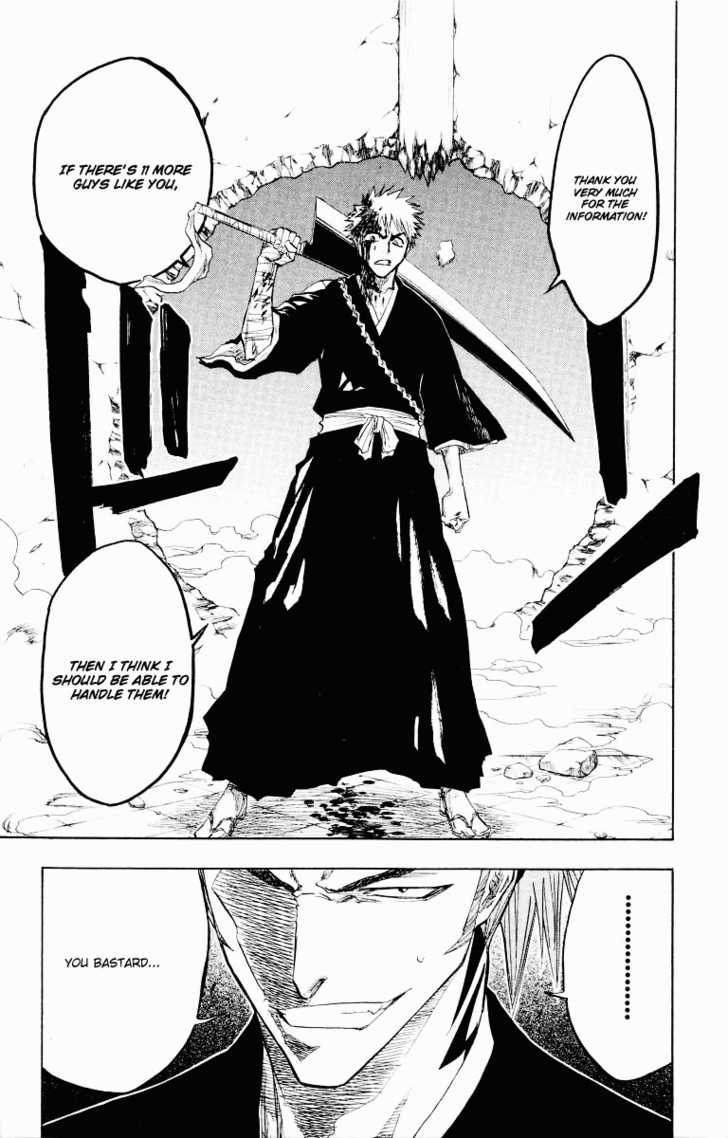 THANK YOU
VERY MUCH
FOR THE
INFORMATION!
IF THERE'S 11 MORE
GUYS LIKE YOU,
THEN I THINK I
SHOULD BE ABLE TO
HANDLE THEM!
..............
YOU BASTARD...